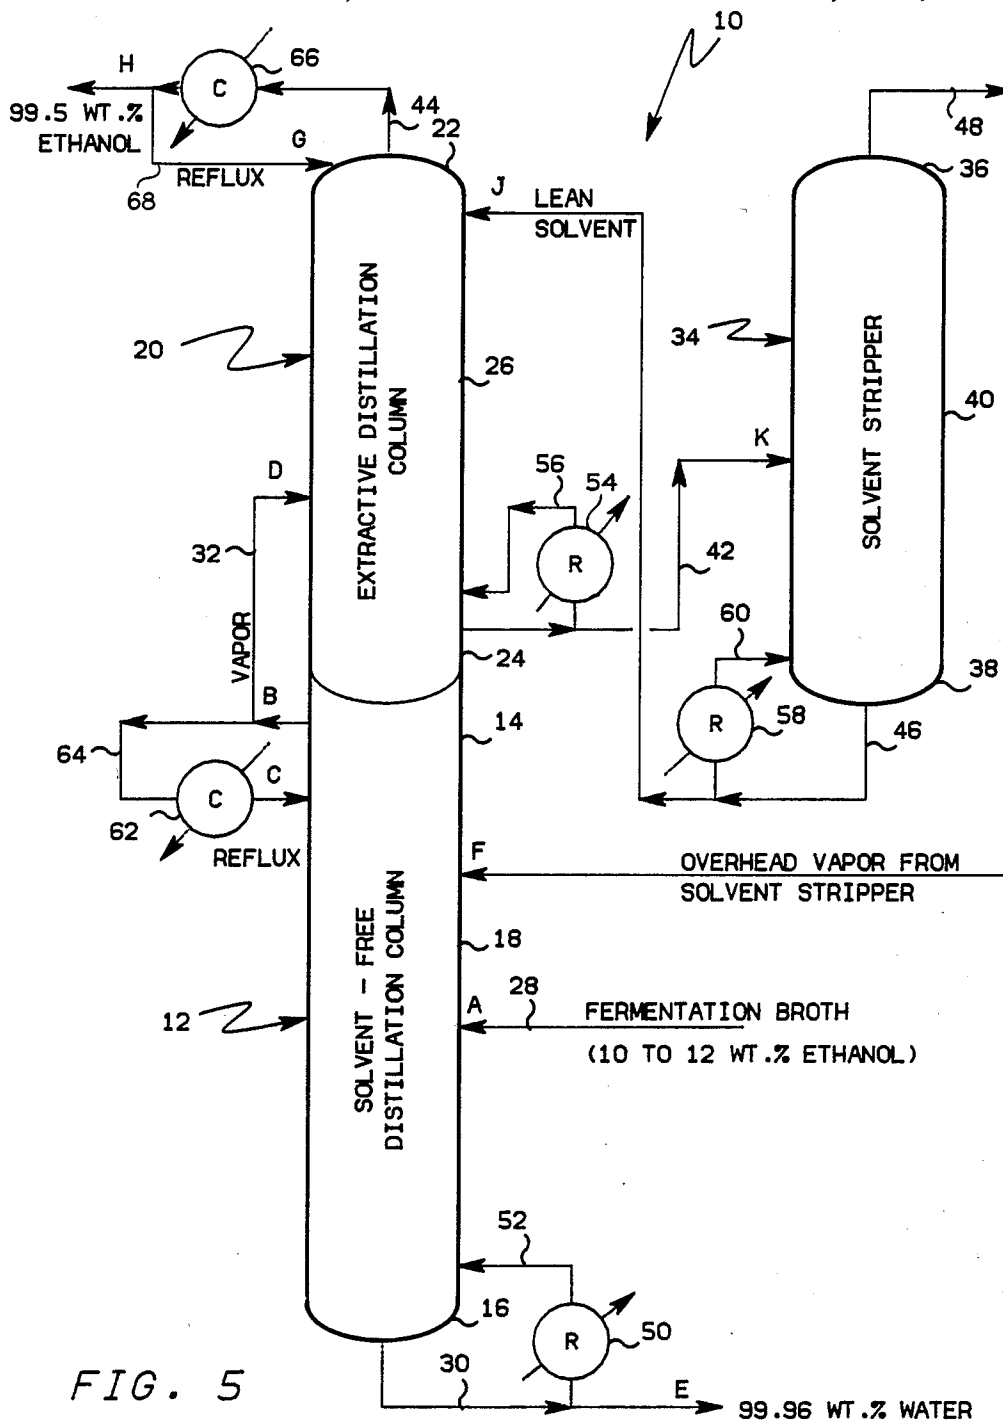 10
H
66
C
99.5 WT.%
ETHANOL
44
22
48
G
REFLUX
68
36
J
LEAN
SOLVENT
20
EXTRACTIVE DISTILLATION
COLUMN
26
34
SOLVENT STRIPPER
40
K
D
56
54
R
32
42
VAPOR
60
24
38
B
14
R
58
46
64
C
C
62
REFLUX
F
OVERHEAD VAPOR FROM
SOLVENT STRIPPER
SOLVENT - FREE
DISTILLATION COLUMN
18
12
A
28
FERMENTATION BROTH
(10 TO 12 WT.% ETHANOL)
52
16
R
50
30
E
99.96 WT.% WATER
FIG. 5